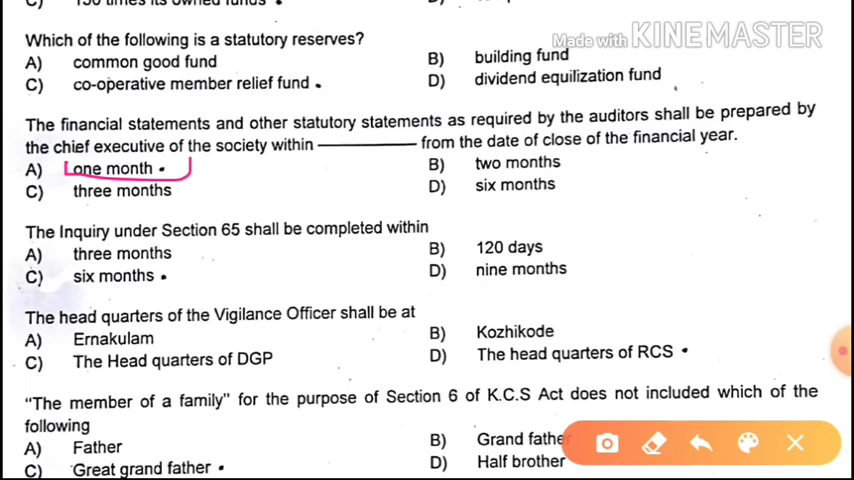 C)
Which of the following is a statutory reserves?
Made with KINEMASTER
A) common good fund B) building fund
C) co-operative member relief fund D) dividend equilization fund
The financial statements and other statutory statements as required by the auditors shall be prepared by
the chief executive of the society within ———— from the date of close of the financial year.
A) one month B) two months
C) three months D) six months
The Inquiry under Section 65 shall be completed within
A) three months B) 120 days
C) six months D) nine months
The head quarters of the Vigilance Officer shall be at
A) Ernakulam B) Kozhikode
C) The Head quarters of DGP D) The head quarters of RCS
“The member of a family” for the purpose of Section 6 of K.C.S Act does not included which of the
following
A) Father B) Grand father
C) Great grand father D) Half brother